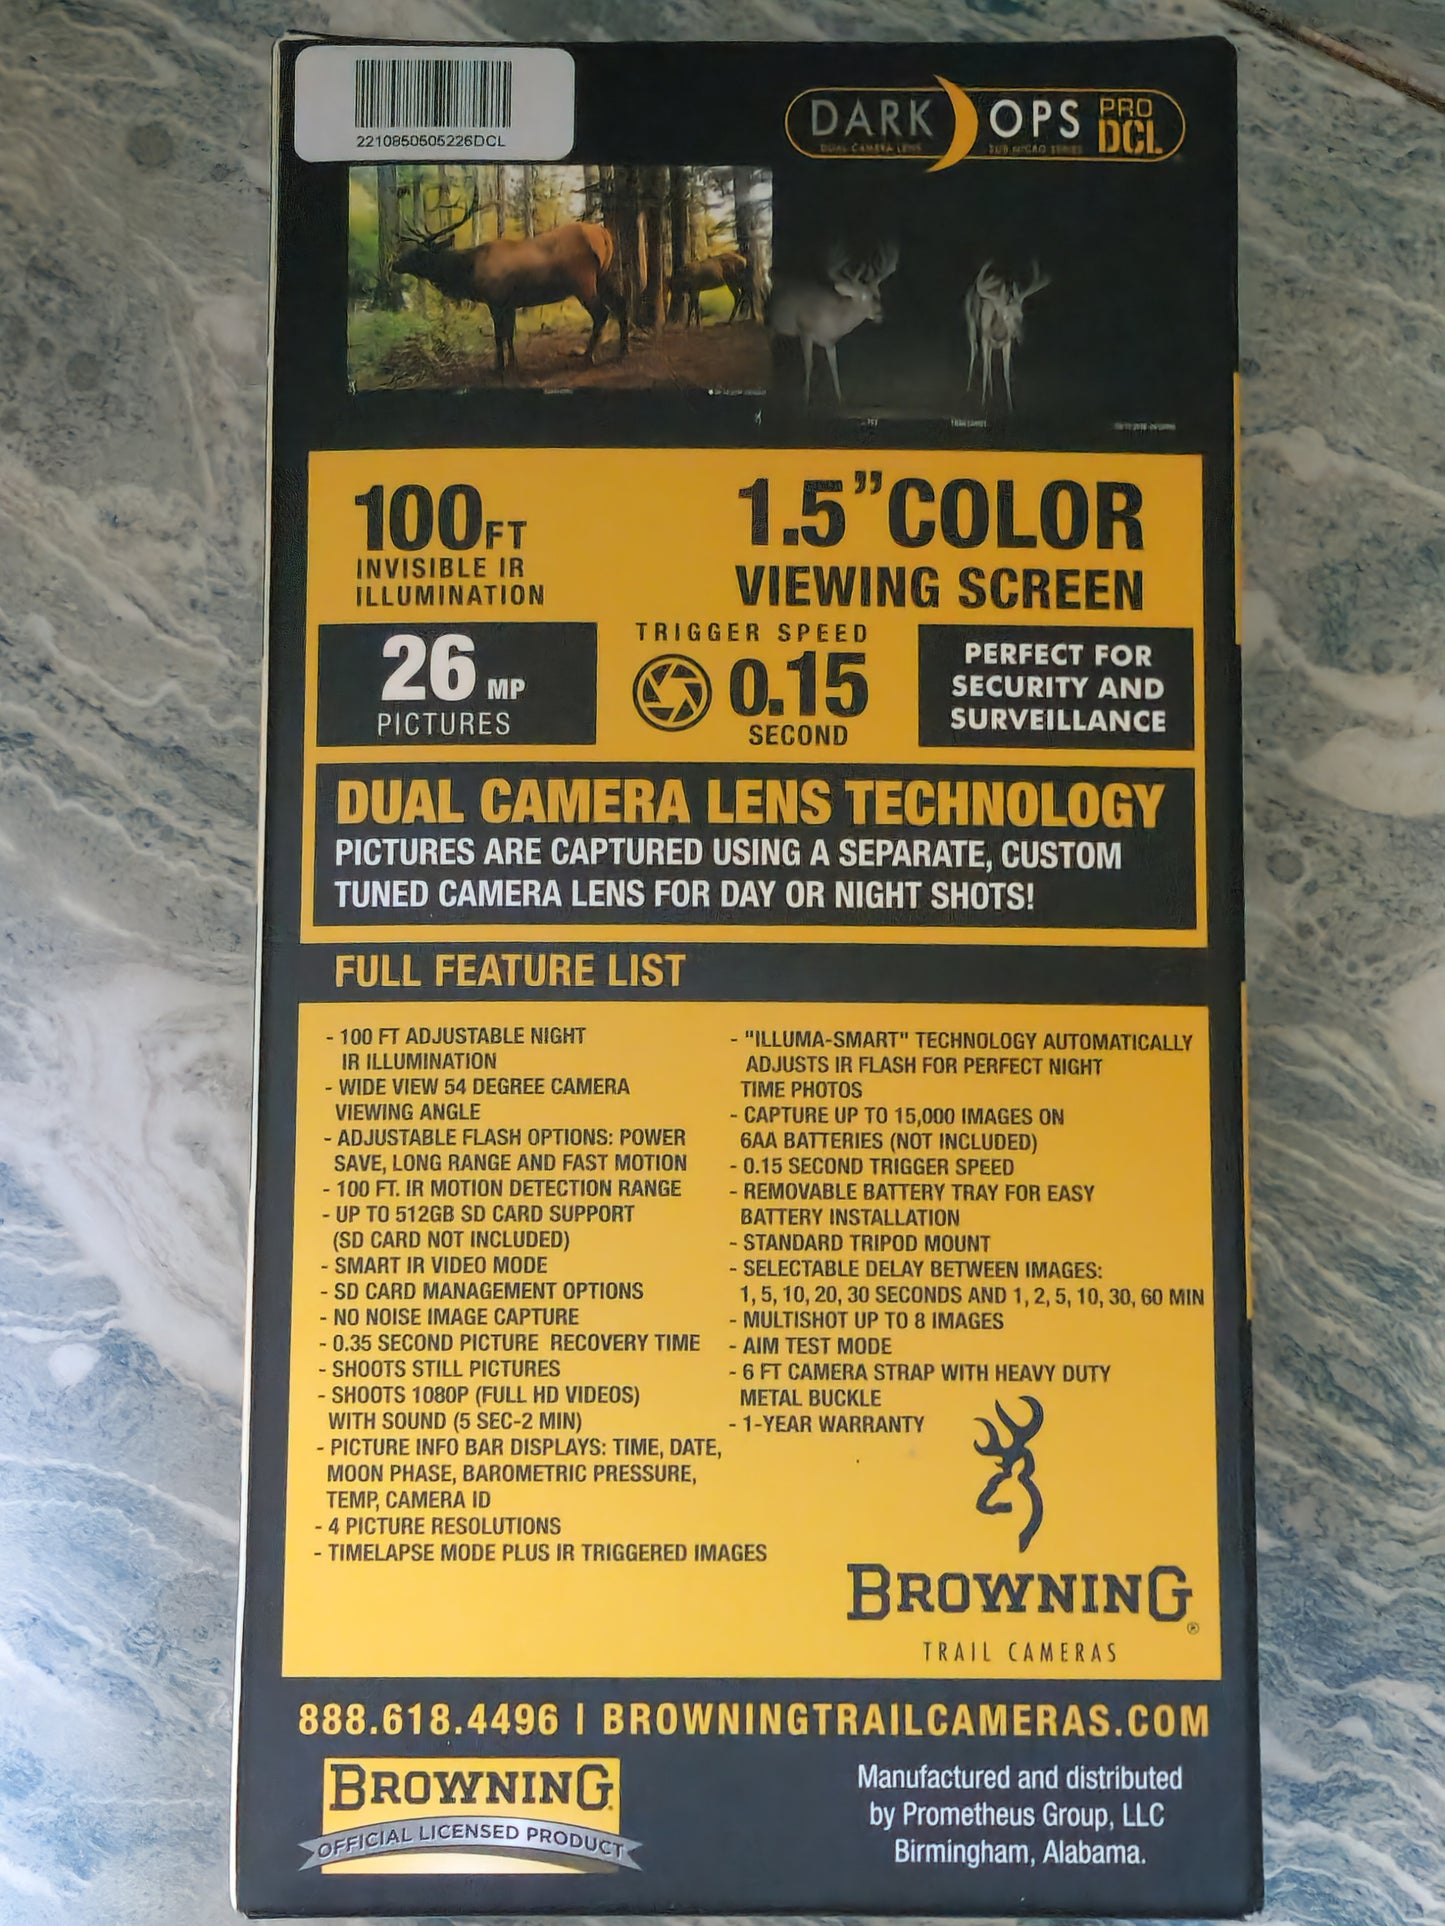 2210850505226DCL
DARK OPS PRO DCL
DUAL CAMERA LENS SUB MICRO SERIES
TRAILCAM01
100FT
INVISIBLE IR
ILLUMINATION
1.5” COLOR
VIEWING SCREEN
26 MP
PICTURES
TRIGGER SPEED
0.15
SECOND
PERFECT FOR
SECURITY AND
SURVEILLANCE
DUAL CAMERA LENS TECHNOLOGY
PICTURES ARE CAPTURED USING A SEPARATE, CUSTOM
TUNED CAMERA LENS FOR DAY OR NIGHT SHOTS!
FULL FEATURE LIST
- 100 FT ADJUSTABLE NIGHT
IR ILLUMINATION
- WIDE VIEW 54 DEGREE CAMERA
VIEWING ANGLE
- ADJUSTABLE FLASH OPTIONS: POWER
SAVE, LONG RANGE AND FAST MOTION
- 100 FT. IR MOTION DETECTION RANGE
- UP TO 512GB SD CARD SUPPORT
(SD CARD NOT INCLUDED)
- SMART IR VIDEO MODE
- SD CARD MANAGEMENT OPTIONS
- NO NOISE IMAGE CAPTURE
- 0.35 SECOND PICTURE RECOVERY TIME
- SHOOTS STILL PICTURES
- SHOOTS 1080P (FULL HD VIDEOS)
WITH SOUND (5 SEC-2 MIN)
- PICTURE INFO BAR DISPLAYS: TIME, DATE,
MOON PHASE, BAROMETRIC PRESSURE,
TEMP, CAMERA ID
- 4 PICTURE RESOLUTIONS
- TIMELAPSE MODE PLUS IR TRIGGERED IMAGES
- "ILLUMA-SMART" TECHNOLOGY AUTOMATICALLY
ADJUSTS IR FLASH FOR PERFECT NIGHT
TIME PHOTOS
- CAPTURE UP TO 15,000 IMAGES ON
6AA BATTERIES (NOT INCLUDED)
- 0.15 SECOND TRIGGER SPEED
- REMOVABLE BATTERY TRAY FOR EASY
BATTERY INSTALLATION
- STANDARD TRIPOD MOUNT
- SELECTABLE DELAY BETWEEN IMAGES:
1, 5, 10, 20, 30 SECONDS AND 1, 2, 5, 10, 30, 60 MIN
- MULTISHOT UP TO 8 IMAGES
- AIM TEST MODE
- 6 FT CAMERA STRAP WITH HEAVY DUTY
METAL BUCKLE
- 1-YEAR WARRANTY
BROWNING®
TRAIL CAMERAS
888.618.4496 | BROWNINGTRAILCAMERAS.COM
BROWNING
OFFICIAL LICENSED PRODUCT
Manufactured and distributed
by Prometheus Group, LLC
Birmingham, Alabama.